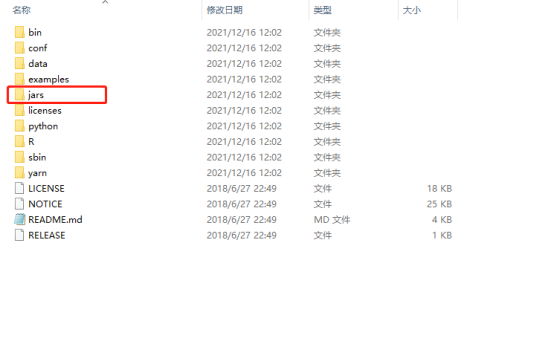 名称 修改日期 类型 大小
bin 2021/12/16 12:02 文件夹
conf 2021/12/16 12:02 文件夹
data 2021/12/16 12:02 文件夹
examples 2021/12/16 12:02 文件夹
jars 2021/12/16 12:02 文件夹
licenses 2021/12/16 12:02 文件夹
python 2021/12/16 12:02 文件夹
R 2021/12/16 12:02 文件夹
sbin 2021/12/16 12:02 文件夹
yarn 2021/12/16 12:02 文件夹
LICENSE 2018/6/27 22:49 文件 18 KB
NOTICE 2018/6/27 22:49 文件 25 KB
README.md 2018/6/27 22:49 MD 文件 4 KB
RELEASE 2018/6/27 22:49 文件 1 KB